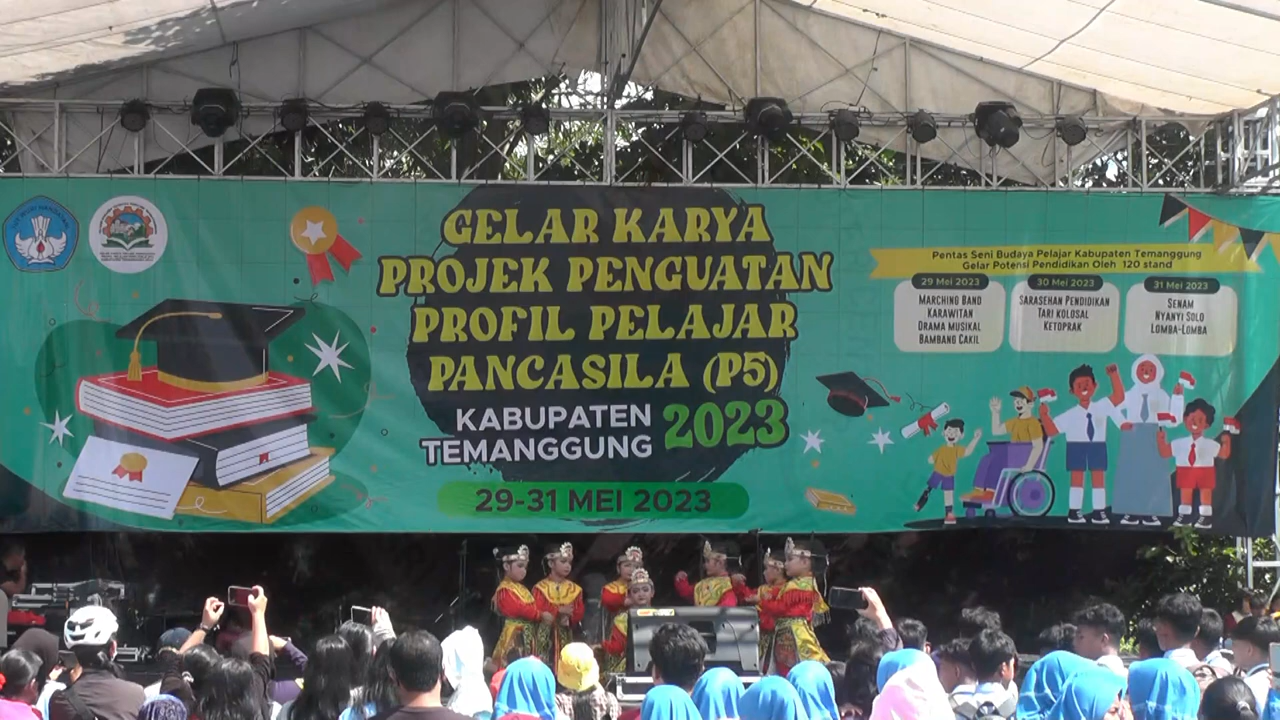 GELAR KARYA
PROJEK PENGUATAN
PROFIL PELAJAR
PANCASILA (P5)
KABUPATEN
TEMANGGUNG 2023
29-31 MEI 2023
Pentas Seni Budaya Pelajar Kabupaten Temanggung
Gelar Potensi Pendidikan Oleh 120 stand
29 Mei 2023
MARCHING BAND
KARAWITAN
DRAMA MUSIKAL
BAMBANG CAKIL
30 MEI 2023
SARASEHAN PENDIDIKAN
TARI KOLOSAL
KETOPRAK
31 MEI 2023
SENAM
NYANYI SOLO
LOMBA-LOMBA